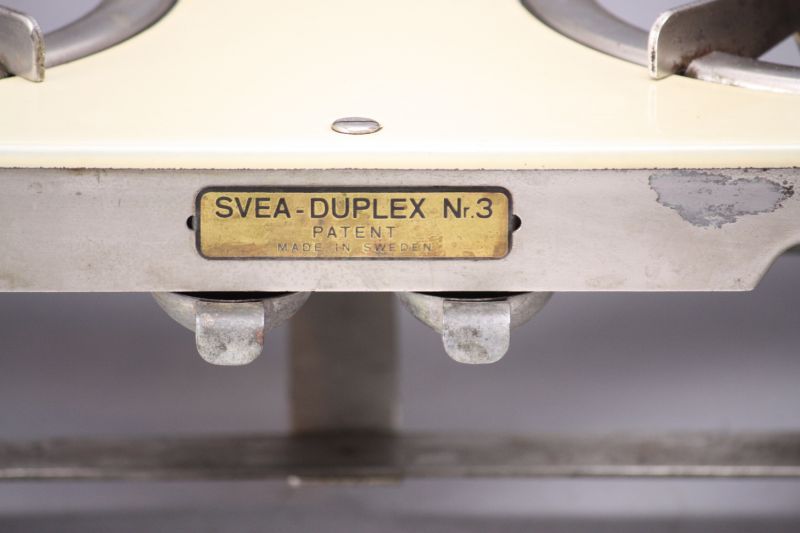 SVEA-DUPLEX Nr.3
PATENT
MADE IN SWEDEN